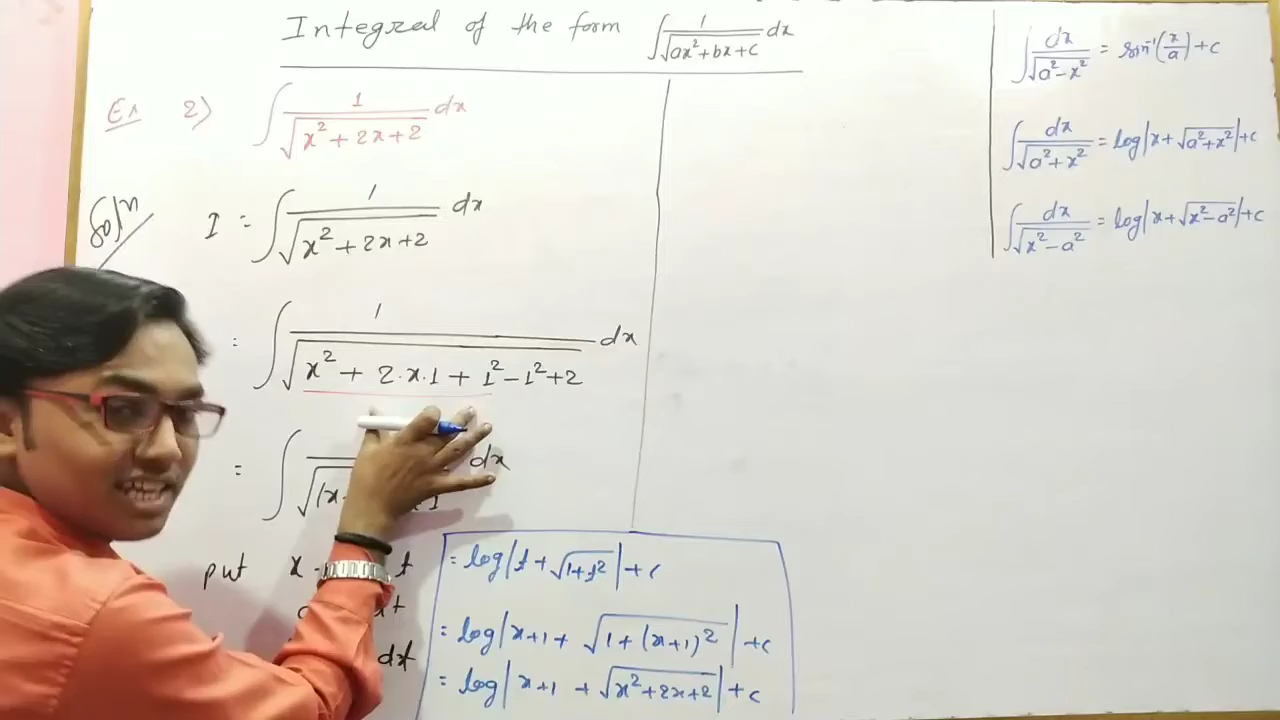 Integral of the form ∫ 1/√(ax²+bx+c) dx
Ex 2) ∫ 1/√(x²+2x+2) dx
Soln I = ∫ 1/√(x²+2x+2) dx
= ∫ 1/√(x²+2·x·1+1²-1²+2) dx
= ∫ dx
put x t
dx
= log|t+√(1+t²)|+c
= log|x+1+√(1+(x+1)²)|+c
= log|x+1+√(x²+2x+2)|+c
∫ dx/√(a²-x²) = sin⁻¹(x/a)+c
∫ dx/√(a²+x²) = log|x+√(a²+x²)|+c
∫ dx/√(x²-a²) = log|x+√(x²-a²)|+c